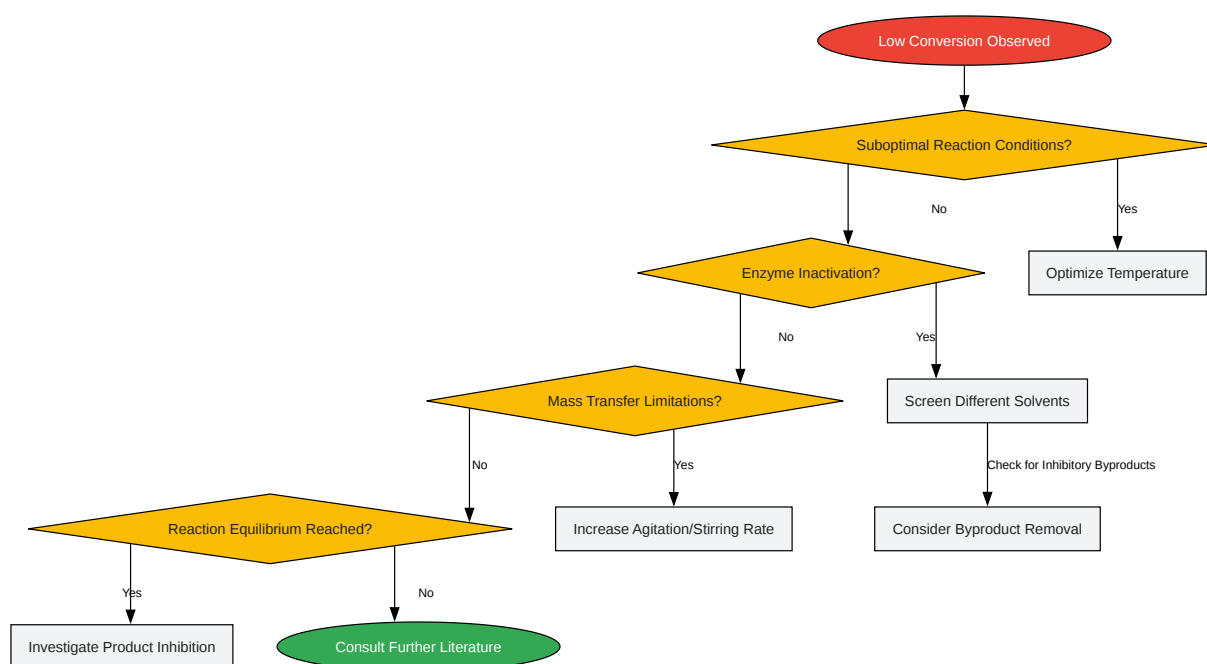 Low Conversion Observed
Suboptimal Reaction Conditions?
No
Yes
Enzyme Inactivation?
Optimize Temperature
No
Yes
Mass Transfer Limitations?
Screen Different Solvents
No
Yes
Check for Inhibitory Byproducts
Reaction Equilibrium Reached?
Increase Agitation/Stirring Rate
Consider Byproduct Removal
Yes
No
Investigate Product Inhibition
Consult Further Literature